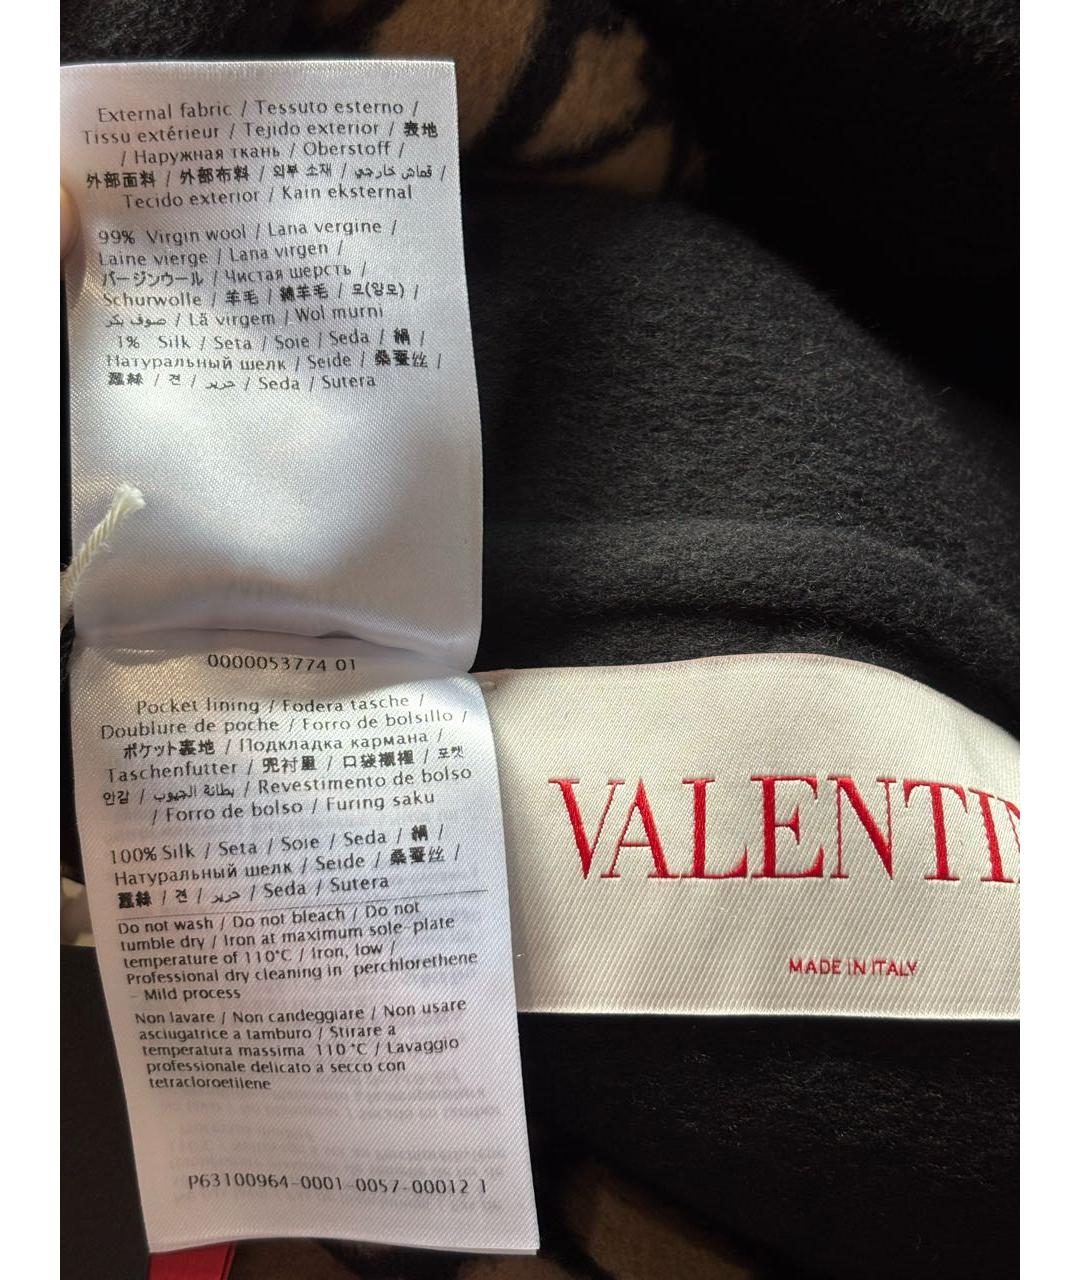 External fabric / Tessuto esterno /
Tissu extérieur / Tejido exterior / 表地
/ Наружная ткань / Oberstoff /
外部面料 / 外部布料 / 외부 소재 / قماش خارجي /
Tecido exterior / Kain eksternal
99% Virgin wool / Lana vergine /
Laine vierge / Lana virgen /
バージンウール / Чистая шерсть /
Schurwolle / 羊毛 / 綿羊毛 / 모(양모) /
صوف بكر / Lã virgem / Wol murni
1% Silk / Seta / Soie / Seda / 絹 /
Натуральный шелк / Seide / 桑蚕丝 /
蠶絲 / 견 / حرير / Seda / Sutera
0000053774 01
Pocket lining / Fodera tasche /
Doublure de poche / Forro de bolsillo /
ポケット裏地 / Подкладка кармана /
Taschenfutter / 兜衬里 / 口袋襯裡 / 포켓
안감 / بطانة الجيوب / Revestimento de bolso
/ Forro de bolso / Furing saku
100% Silk / Seta / Soie / Seda / 絹 /
Натуральный шелк / Seide / 桑蚕丝 /
蠶絲 / 견 / حرير / Seda / Sutera
Do not wash / Do not bleach / Do not
tumble dry / Iron at maximum sole-plate
temperature of 110°C / Iron, low /
Professional dry cleaning in perchlorethene
- Mild process
Non lavare / Non candeggiare / Non usare
asciugatrice a tamburo / Stirare a
temperatura massima 110 °C / Lavaggio
professionale delicato a secco con
tetracloroetilene
P63100964-0001-0057-00012 1
VALENTIN
MADE IN ITALY